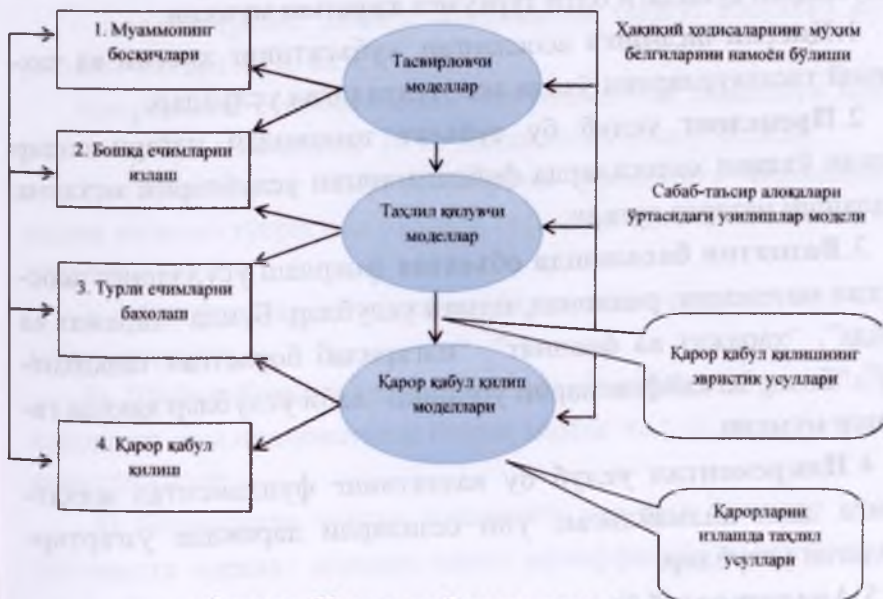 1. Муаммонинг
босқичлари
2. Бошқа ечимларни
излаш
3. Турли ечимларни
бахолаш
4. Қарор қабул
қилиш
Тасвирловчи
моделлар
Таҳлил қилувчи
моделлар
Қарор қабул қилиш
моделлари
Ҳақиқий ҳодисаларнинг муҳим
белгиларини намоён бўлиши
Сабаб-таъсир алоқалари
ўртасидаги узилишлар модели
Қарор қабул қилишнинг
эвристик усуллари
Қарорларни
излашда таҳлил
усуллари